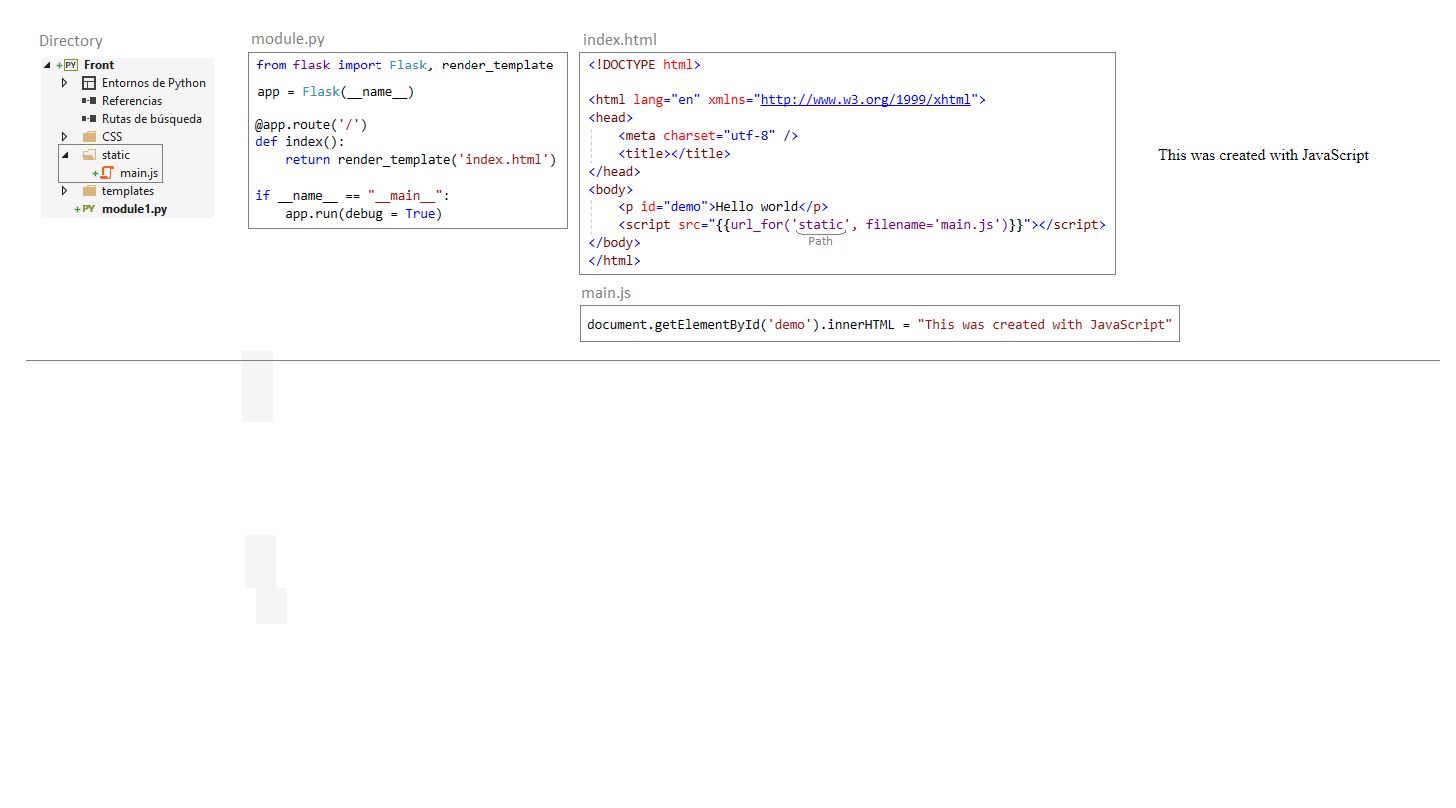 Directory
Front
Entornos de Python
Referencias
Rutas de búsqueda
CSS
static
main.js
templates
module1.py
module.py
from flask import Flask, render_template
app = Flask(__name__)
@app.route('/')
def index():
    return render_template('index.html')
if __name__ == "__main__":
    app.run(debug = True)
index.html
<!DOCTYPE html>
<html lang="en" xmlns="http://www.w3.org/1999/xhtml">
<head>
    <meta charset="utf-8" />
    <title></title>
</head>
<body>
    <p id="demo">Hello world</p>
    <script src="{{url_for('static', filename='main.js')}}"></script>
Path
</body>
</html>
main.js
document.getElementById('demo').innerHTML = "This was created with JavaScript"
This was created with JavaScript